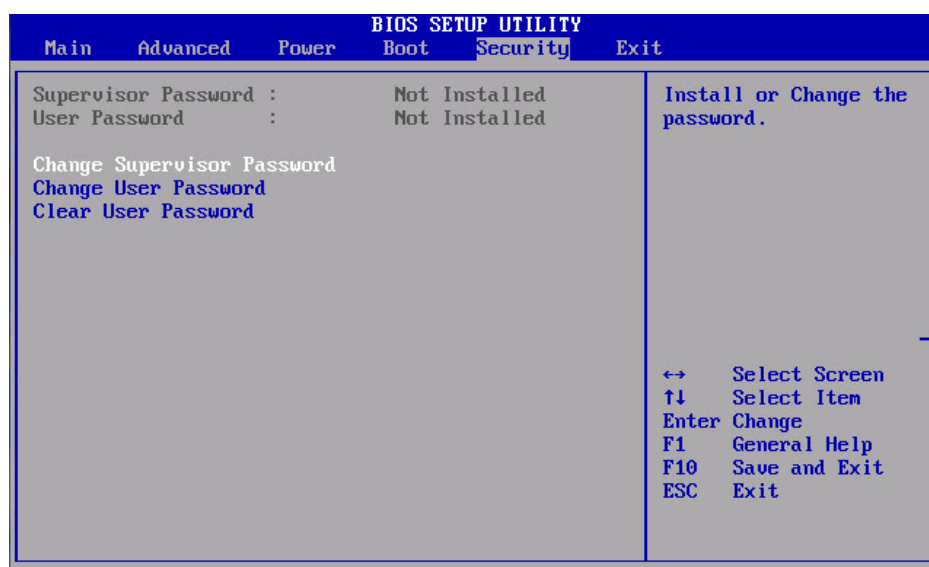 BIOS SETUP UTILITY
Main Advanced Power Boot Security Exit
Supervisor Password : Not Installed
User Password : Not Installed
Change Supervisor Password
Change User Password
Clear User Password
Install or Change the
password.
←→ Select Screen
↑↓ Select Item
Enter Change
F1 General Help
F10 Save and Exit
ESC Exit